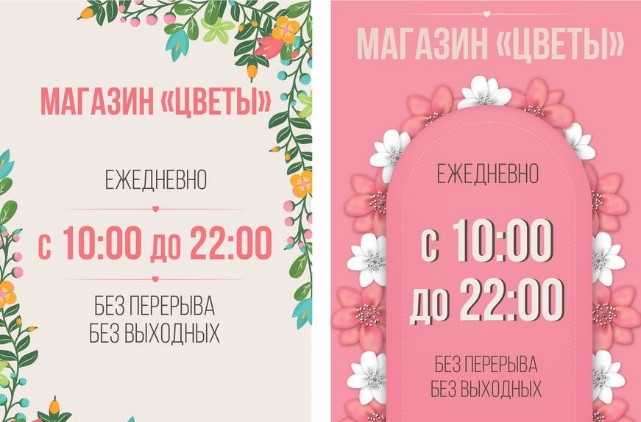 МАГАЗИН «ЦВЕТЫ»
ЕЖЕДНЕВНО
с 10:00 до 22:00
БЕЗ ПЕРЕРЫВА
БЕЗ ВЫХОДНЫХ
МАГАЗИН «ЦВЕТЫ»
ЕЖЕДНЕВНО
с 10:00
до 22:00
БЕЗ ПЕРЕРЫВА
БЕЗ ВЫХОДНЫХ